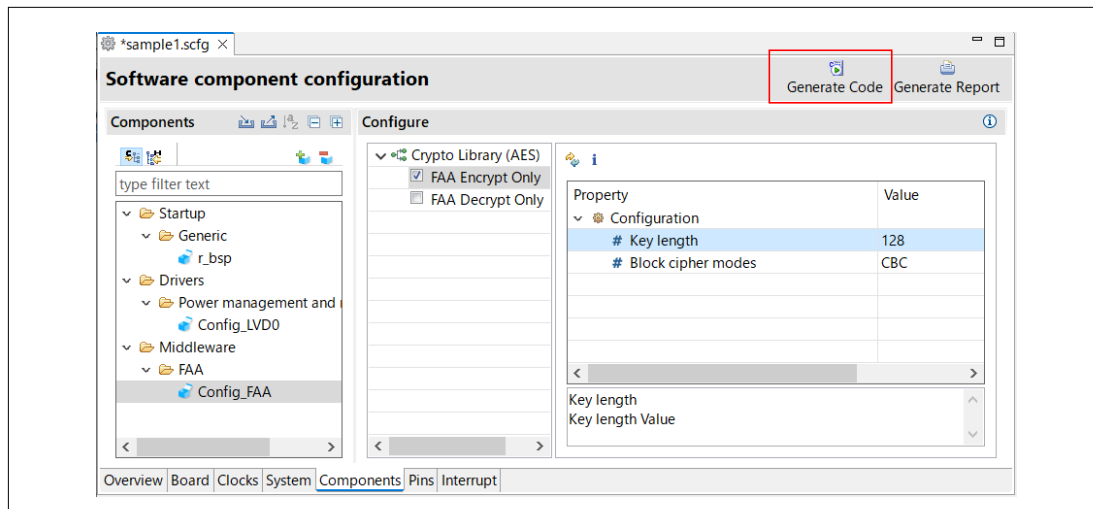 *sample1.scfg
Software component configuration
Generate Code Generate Report
Components
Configure
type filter text
Startup
Generic
r_bsp
Drivers
Power management and
Config_LVD0
Middleware
FAA
Config_FAA
Crypto Library (AES)
FAA Encrypt Only
FAA Decrypt Only
Property Value
Configuration
# Key length 128
# Block cipher modes CBC
Key length
Key length Value
Overview Board Clocks System Components Pins Interrupt